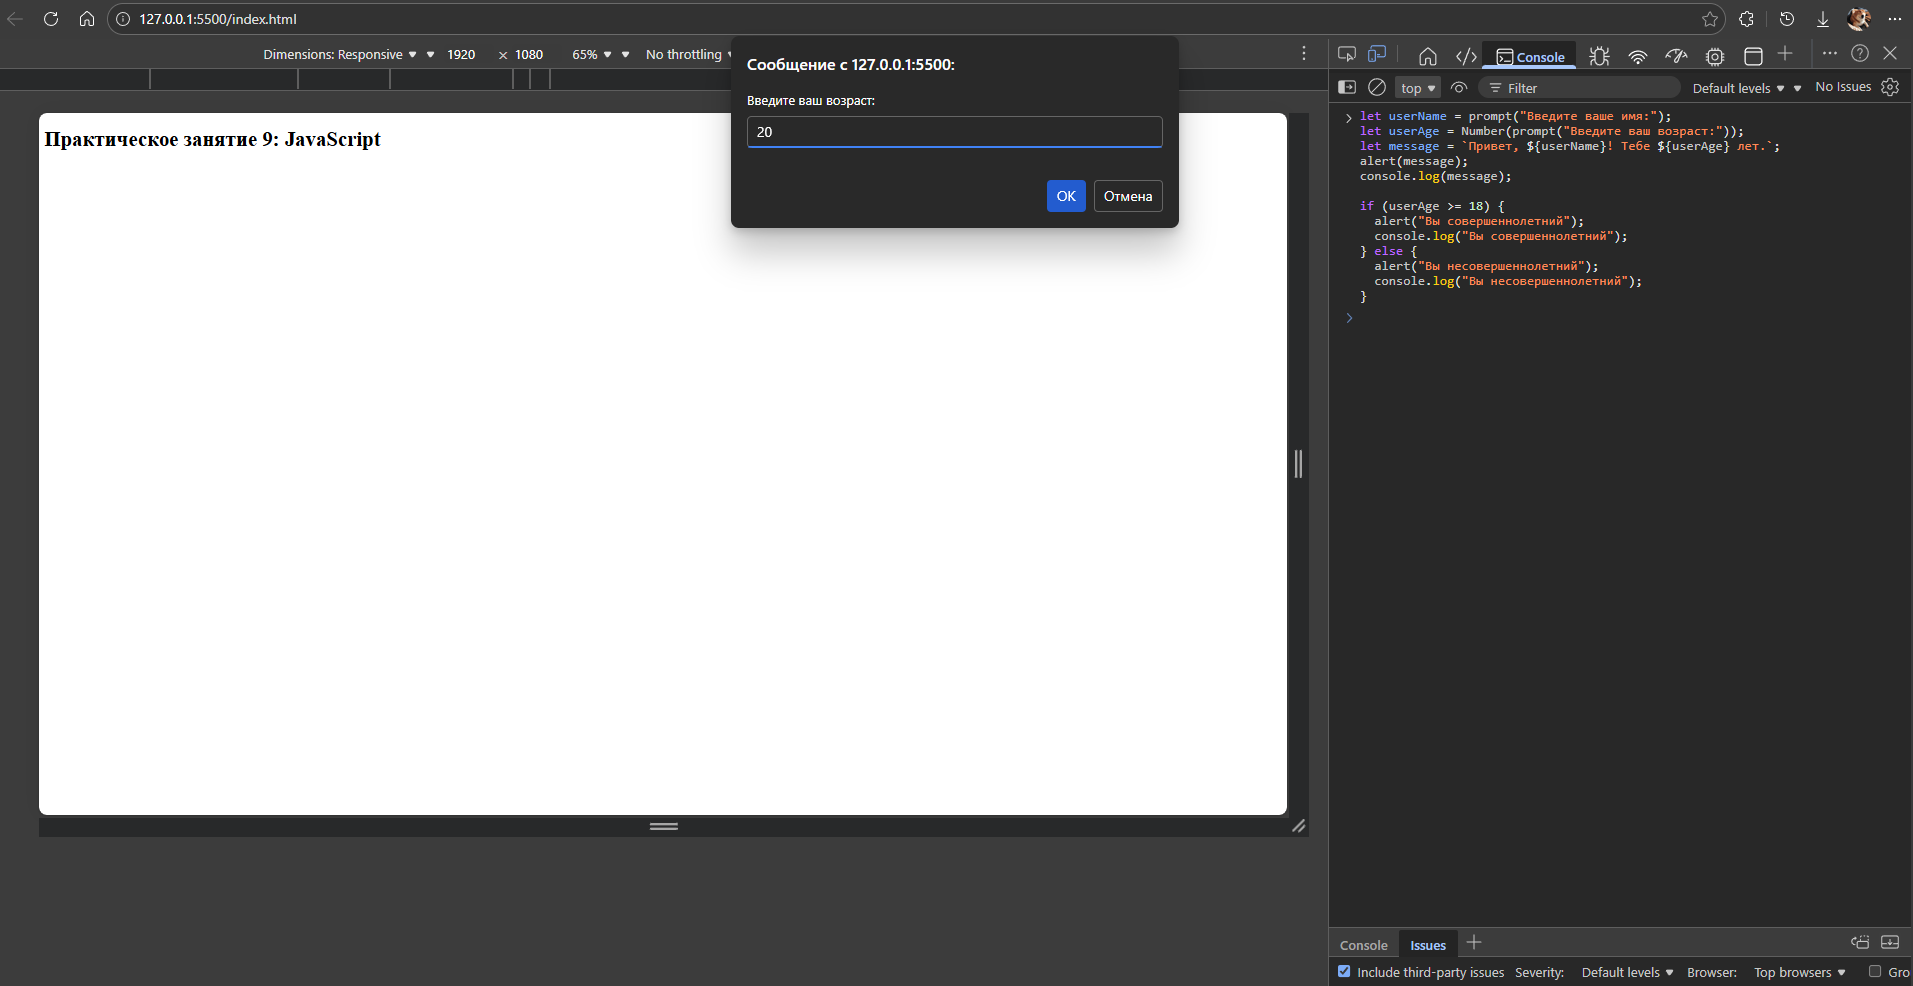 127.0.0.1:5500/index.html
Dimensions: Responsive 1920 × 1080 65% No throttling
Сообщение с 127.0.0.1:5500:
Введите ваш возраст:
20
OK Отмена
Практическое занятие 9: JavaScript
Console
top Filter Default levels No Issues
let userName = prompt("Введите ваше имя:");
let userAge = Number(prompt("Введите ваш возраст:"));
let message = `Привет, ${userName}! Тебе ${userAge} лет.`;
alert(message);
console.log(message);
if (userAge >= 18) {
alert("Вы совершеннолетний");
console.log("Вы совершеннолетний");
} else {
alert("Вы несовершеннолетний");
console.log("Вы несовершеннолетний");
}
Console Issues
Include third-party issues Severity: Default levels Browser: Top browsers Gro